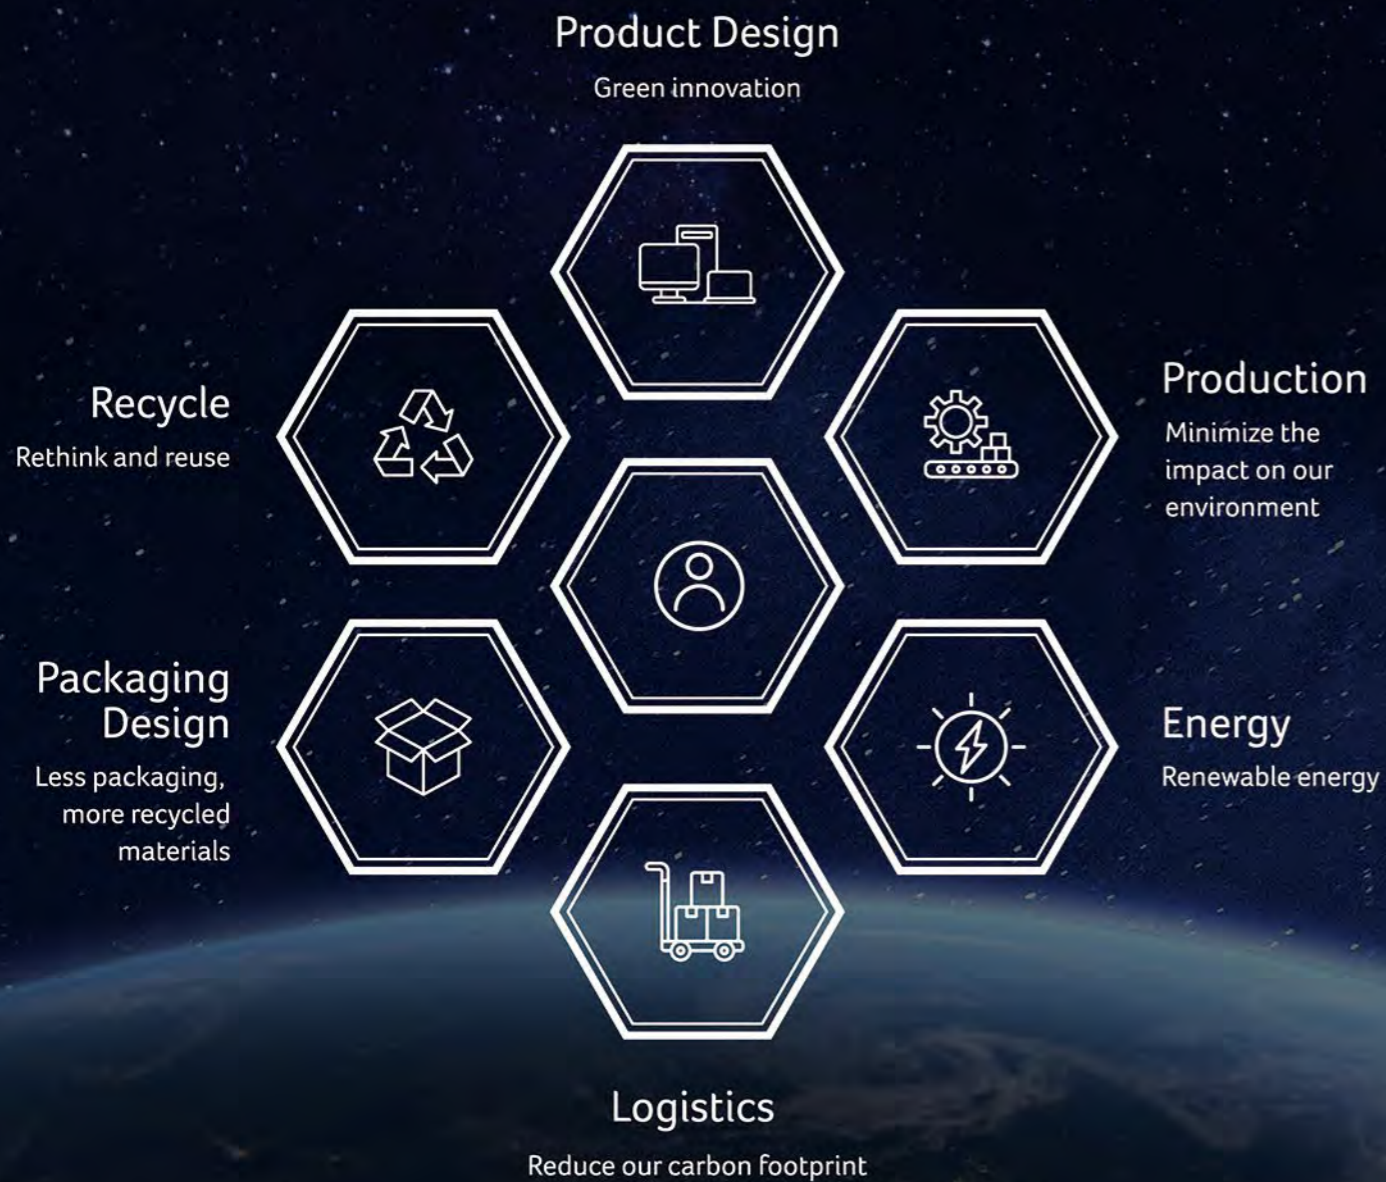 Product Design
Green innovation
Recycle
Rethink and reuse
Production
Minimize the
impact on our
environment
Packaging
Design
Less packaging,
more recycled
materials
Energy
Renewable energy
Logistics
Reduce our carbon footprint